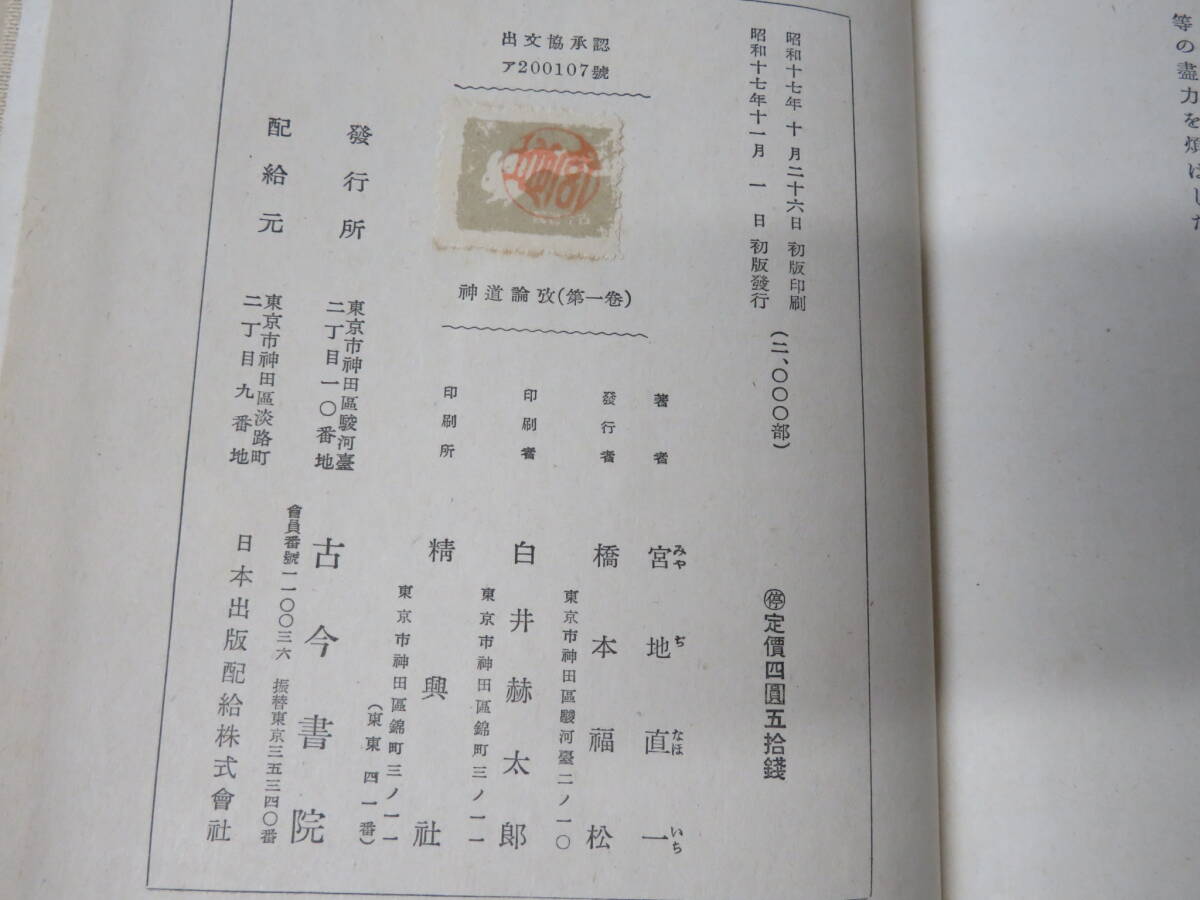 等の盡力を煩はした
昭和十七年 十 月二十六日 初版印刷
昭和十七年十一月 一 日 初版發行
(二、〇〇〇部)
㊡定價四圓五拾錢
出文協承認
ア200107號
神道論攷(第一卷)
著者 宮地直一
みや ぢ なほ いち
發行者 橋本福松
東京市神田區駿河臺二ノ一〇
印刷者 白井赫太郎
東京市神田區錦町三ノ一一
印刷所 精興社
東京市神田區錦町三ノ一一
(東東四一番)
發行所 東京市神田區駿河臺
二丁目一〇番地
古今書院
會員番號一一〇〇三六 振替東京三五三四〇番
配給元 東京市神田區淡路町
二丁目九番地
日本出版配給株式會社